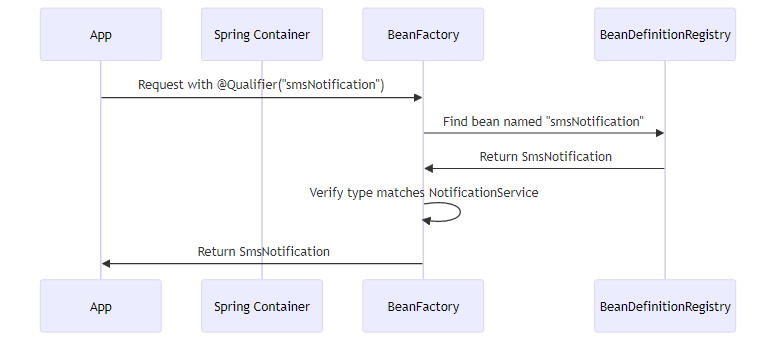 App
Spring Container
BeanFactory
BeanDefinitionRegistry
Request with @Qualifier("smsNotification")
Find bean named "smsNotification"
Return SmsNotification
Verify type matches NotificationService
Return SmsNotification
App
Spring Container
BeanFactory
BeanDefinitionRegistry